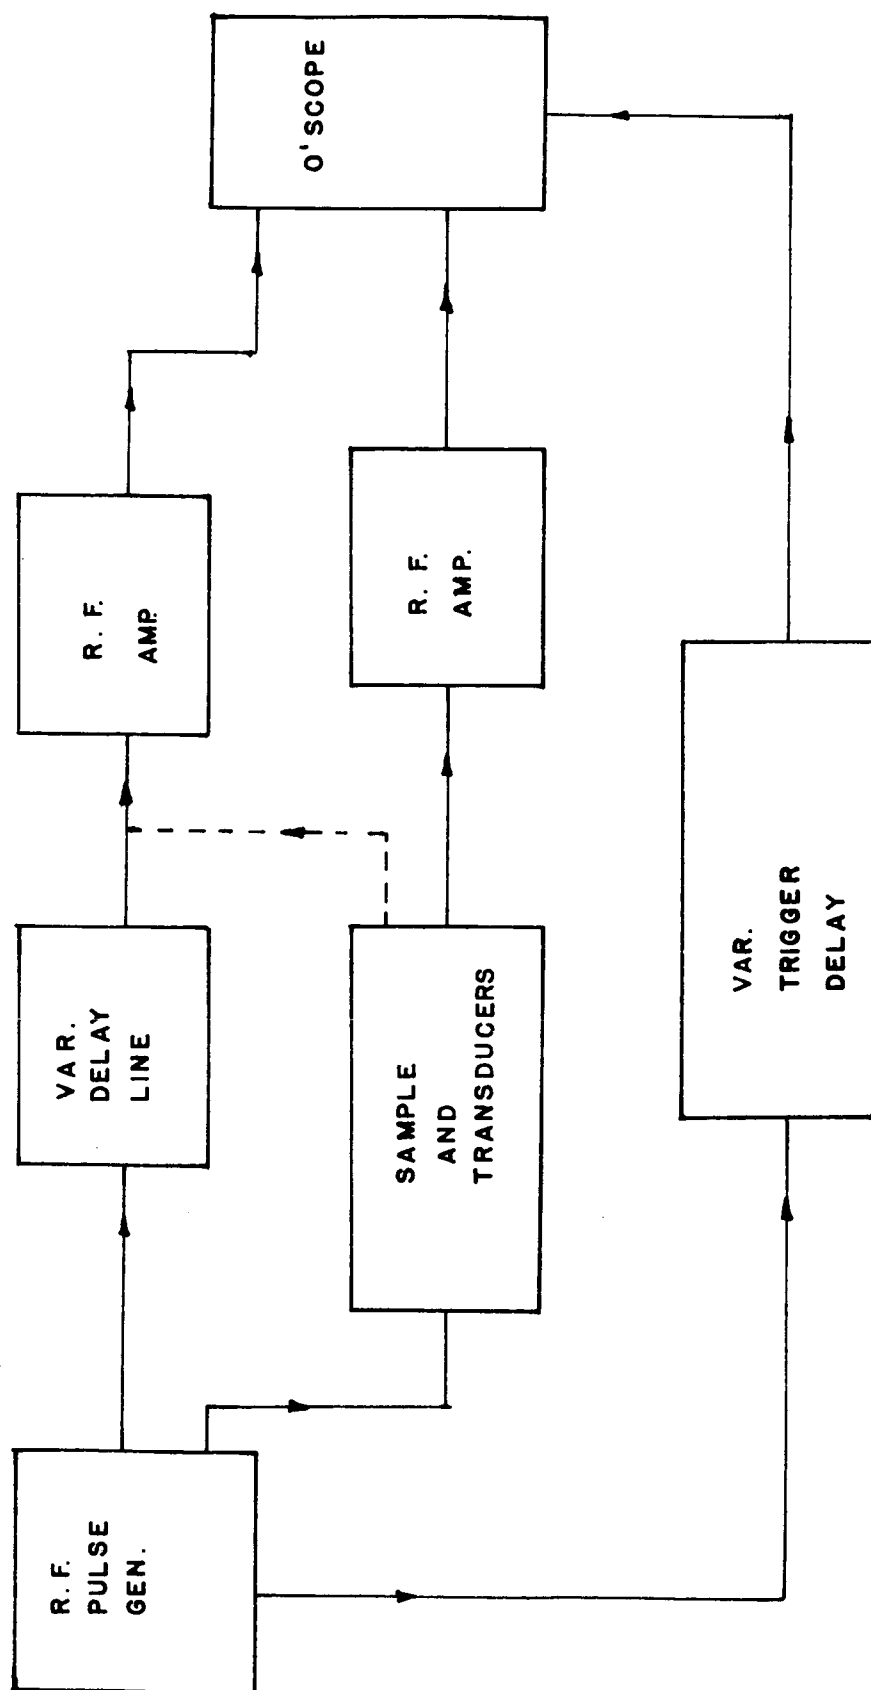 R. F.
PULSE
GEN.
VAR.
DELAY
LINE
R. F.
AMP.
SAMPLE
AND
TRANSDUCERS
R. F.
AMP.
O'SCOPE
VAR.
TRIGGER
DELAY